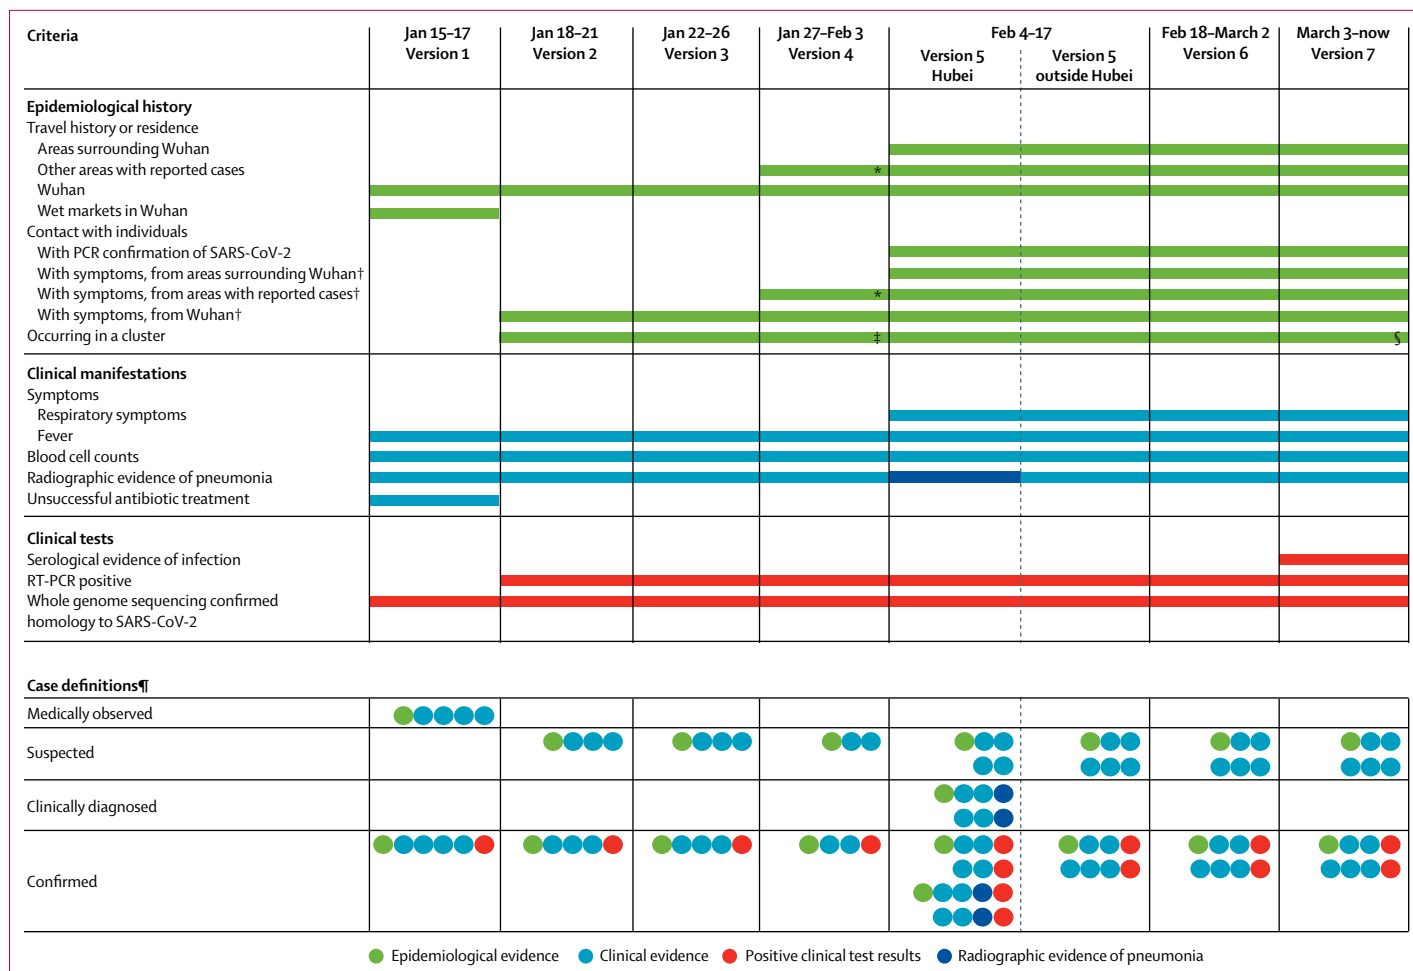 Criteria
Jan 15–17
Version 1
Jan 18–21
Version 2
Jan 22–26
Version 3
Jan 27–Feb 3
Version 4
Feb 4–17
Version 5
Hubei
Version 5
outside Hubei
Feb 18–March 2
Version 6
March 3–now
Version 7
Epidemiological history
Travel history or residence
Areas surrounding Wuhan
Other areas with reported cases
*
Wuhan
Wet markets in Wuhan
Contact with individuals
With PCR confirmation of SARS-CoV-2
With symptoms, from areas surrounding Wuhan†
With symptoms, from areas with reported cases†
*
With symptoms, from Wuhan†
Occurring in a cluster
‡
§
Clinical manifestations
Symptoms
Respiratory symptoms
Fever
Blood cell counts
Radiographic evidence of pneumonia
Unsuccessful antibiotic treatment
Clinical tests
Serological evidence of infection
RT-PCR positive
Whole genome sequencing confirmed
homology to SARS-CoV-2
Case definitions¶
Medically observed
Suspected
Clinically diagnosed
Confirmed
Epidemiological evidence
Clinical evidence
Positive clinical test results
Radiographic evidence of pneumonia